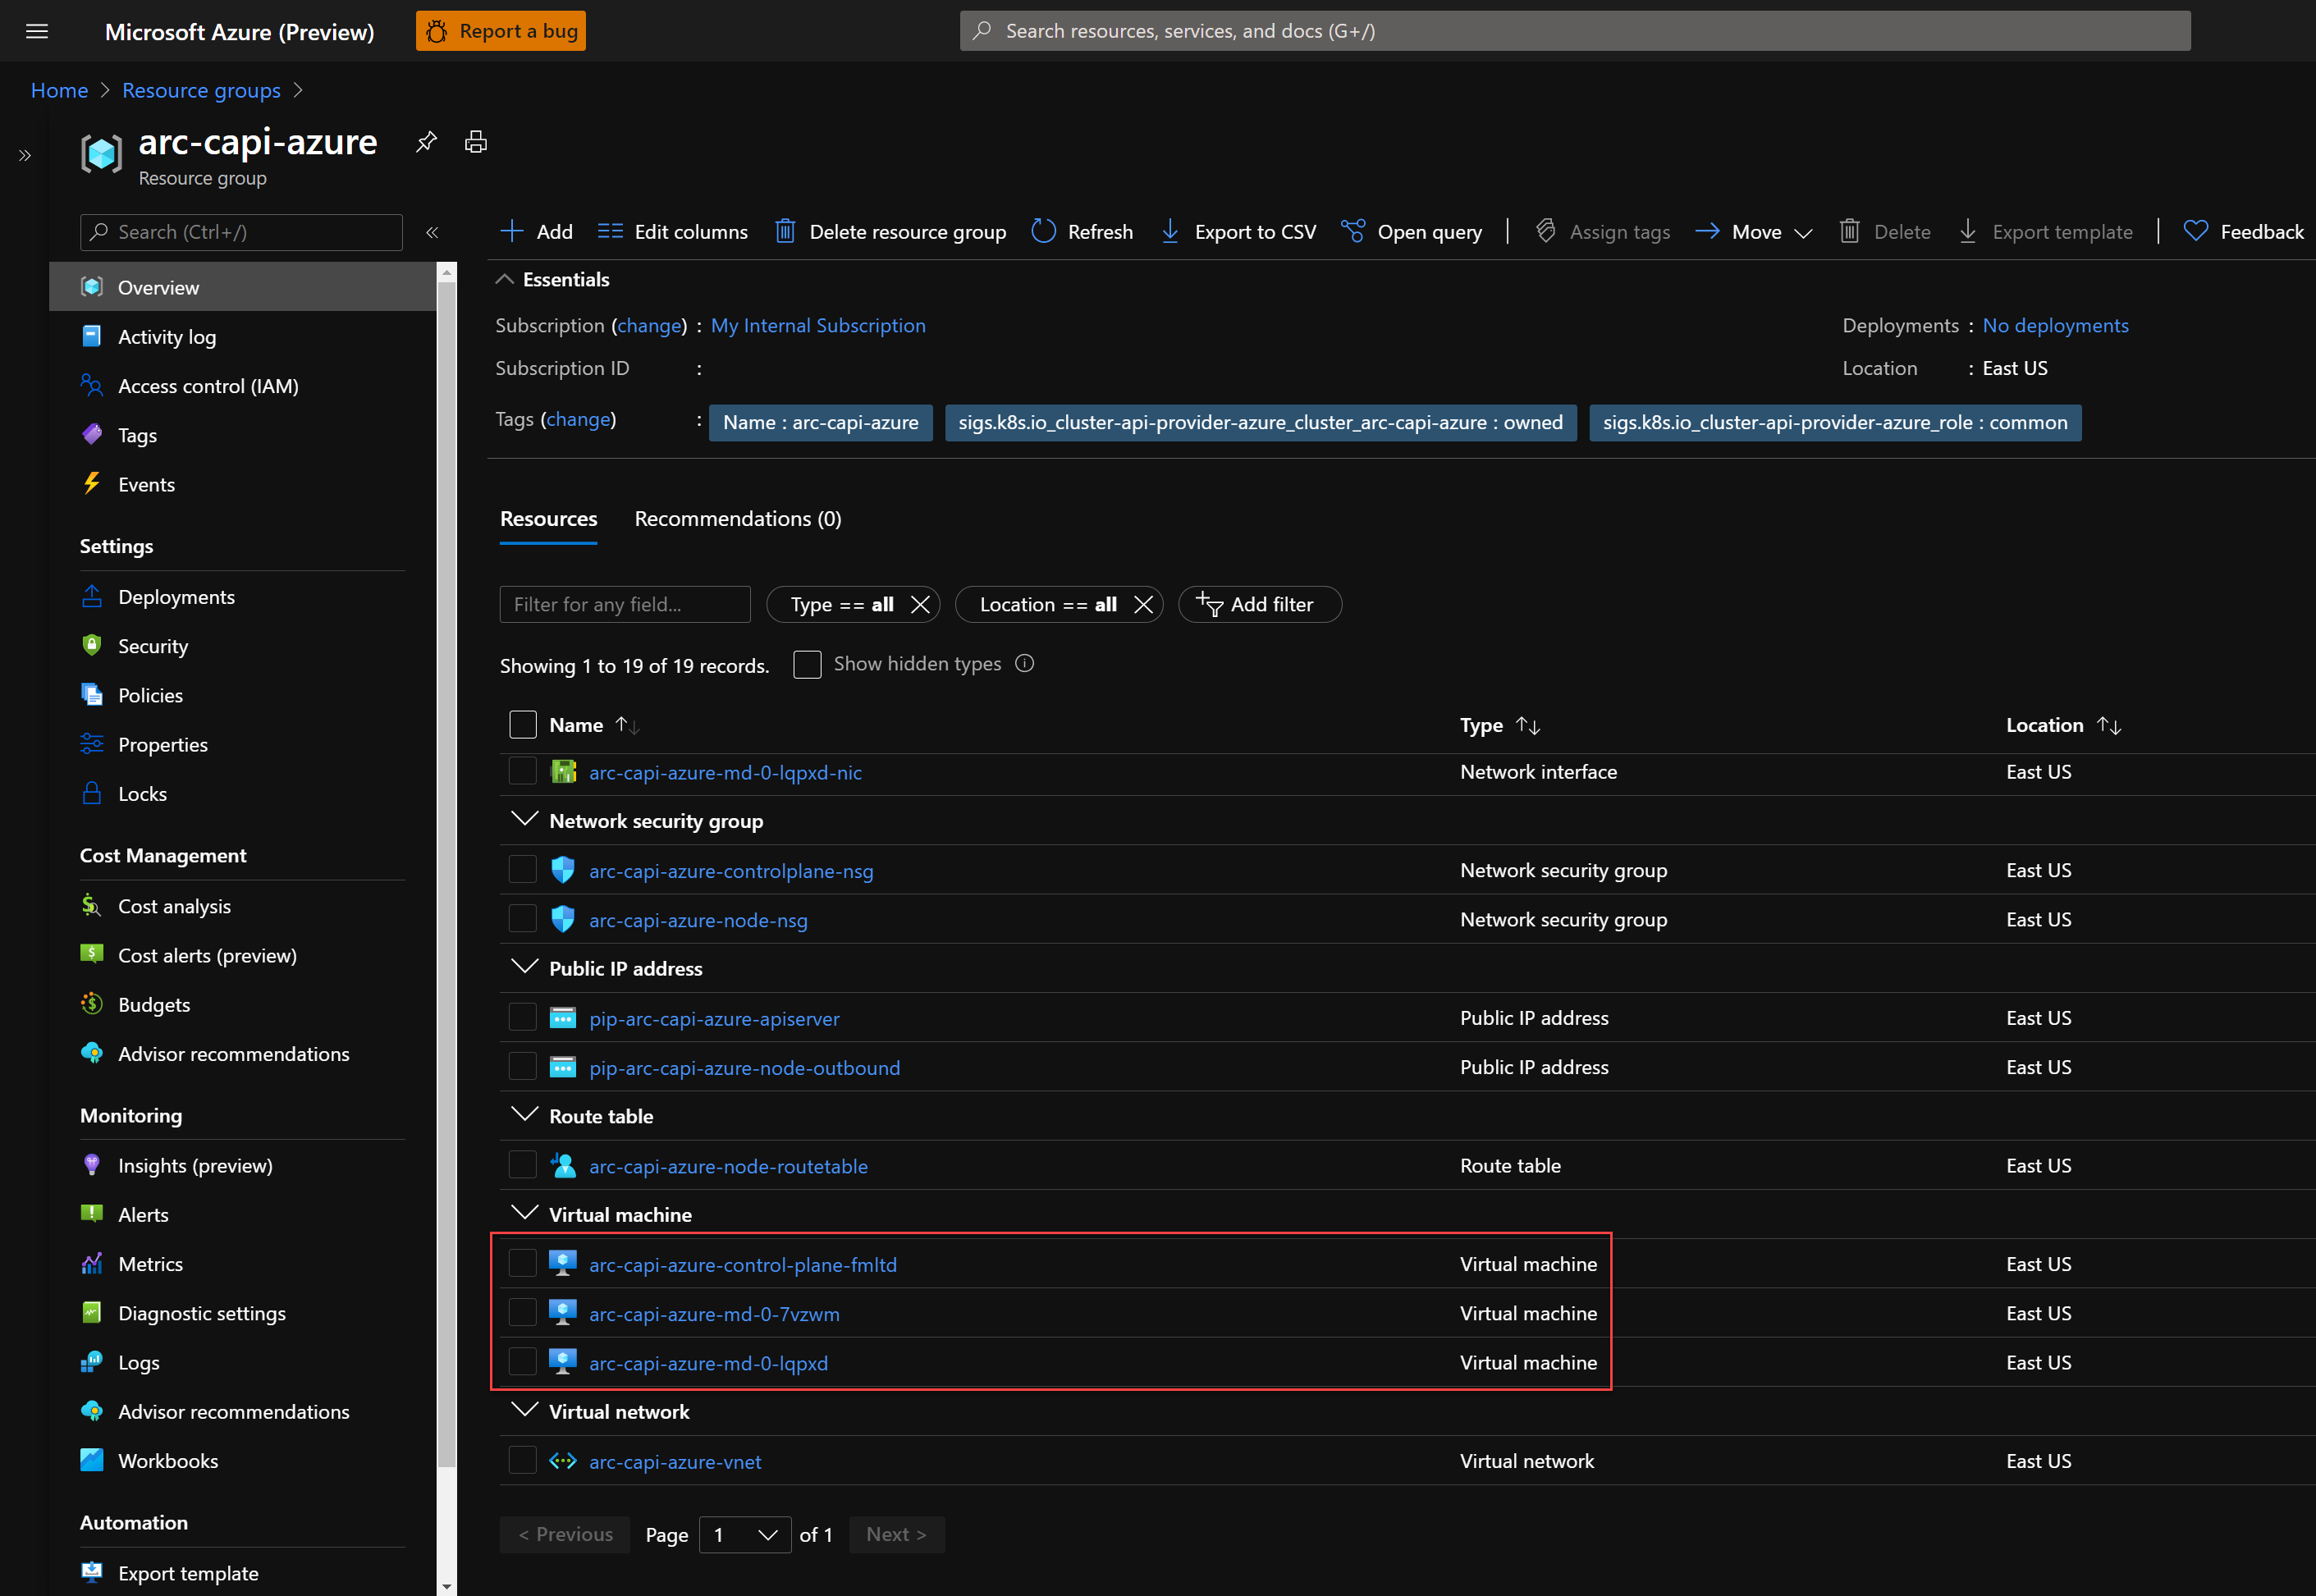 Microsoft Azure (Preview)
Report a bug
Search resources, services, and docs (G+/)
Home > Resource groups >
arc-capi-azure
Resource group
Search (Ctrl+/)
Overview
Activity log
Access control (IAM)
Tags
Events
Settings
Deployments
Security
Policies
Properties
Locks
Cost Management
Cost analysis
Cost alerts (preview)
Budgets
Advisor recommendations
Monitoring
Insights (preview)
Alerts
Metrics
Diagnostic settings
Logs
Advisor recommendations
Workbooks
Automation
Export template
Add Edit columns Delete resource group Refresh Export to CSV Open query Assign tags Move Delete Export template Feedback
Essentials
Subscription (change) : My Internal Subscription
Deployments : No deployments
Subscription ID :
Location : East US
Tags (change) : Name : arc-capi-azure sigs.k8s.io_cluster-api-provider-azure_cluster_arc-capi-azure : owned sigs.k8s.io_cluster-api-provider-azure_role : common
Resources Recommendations (0)
Filter for any field... Type == all Location == all Add filter
Showing 1 to 19 of 19 records. Show hidden types
Name Type Location
arc-capi-azure-md-0-lqpxd-nic Network interface East US
Network security group
arc-capi-azure-controlplane-nsg Network security group East US
arc-capi-azure-node-nsg Network security group East US
Public IP address
pip-arc-capi-azure-apiserver Public IP address East US
pip-arc-capi-azure-node-outbound Public IP address East US
Route table
arc-capi-azure-node-routetable Route table East US
Virtual machine
arc-capi-azure-control-plane-fmltd Virtual machine East US
arc-capi-azure-md-0-7vzwm Virtual machine East US
arc-capi-azure-md-0-lqpxd Virtual machine East US
Virtual network
arc-capi-azure-vnet Virtual network East US
< Previous Page 1 of 1 Next >